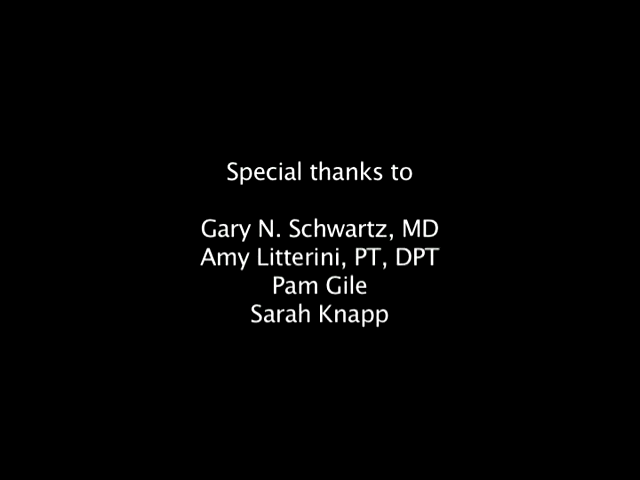 Special thanks to
Gary N. Schwartz, MD
Amy Litterini, PT, DPT
Pam Gile
Sarah Knapp